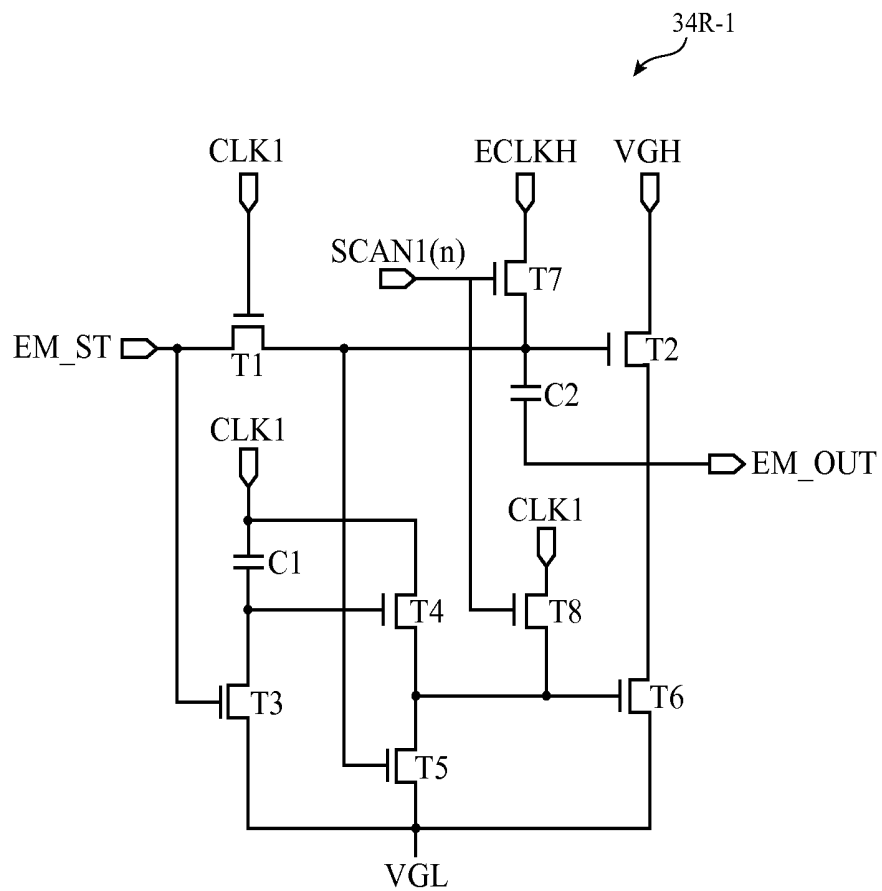 34R-1
CLK1
ECLKH
VGH
SCAN1(n)
T7
EM_ST
T1
T2
C2
CLK1
EM_OUT
CLK1
C1
T4
T8
T3
T6
T5
VGL